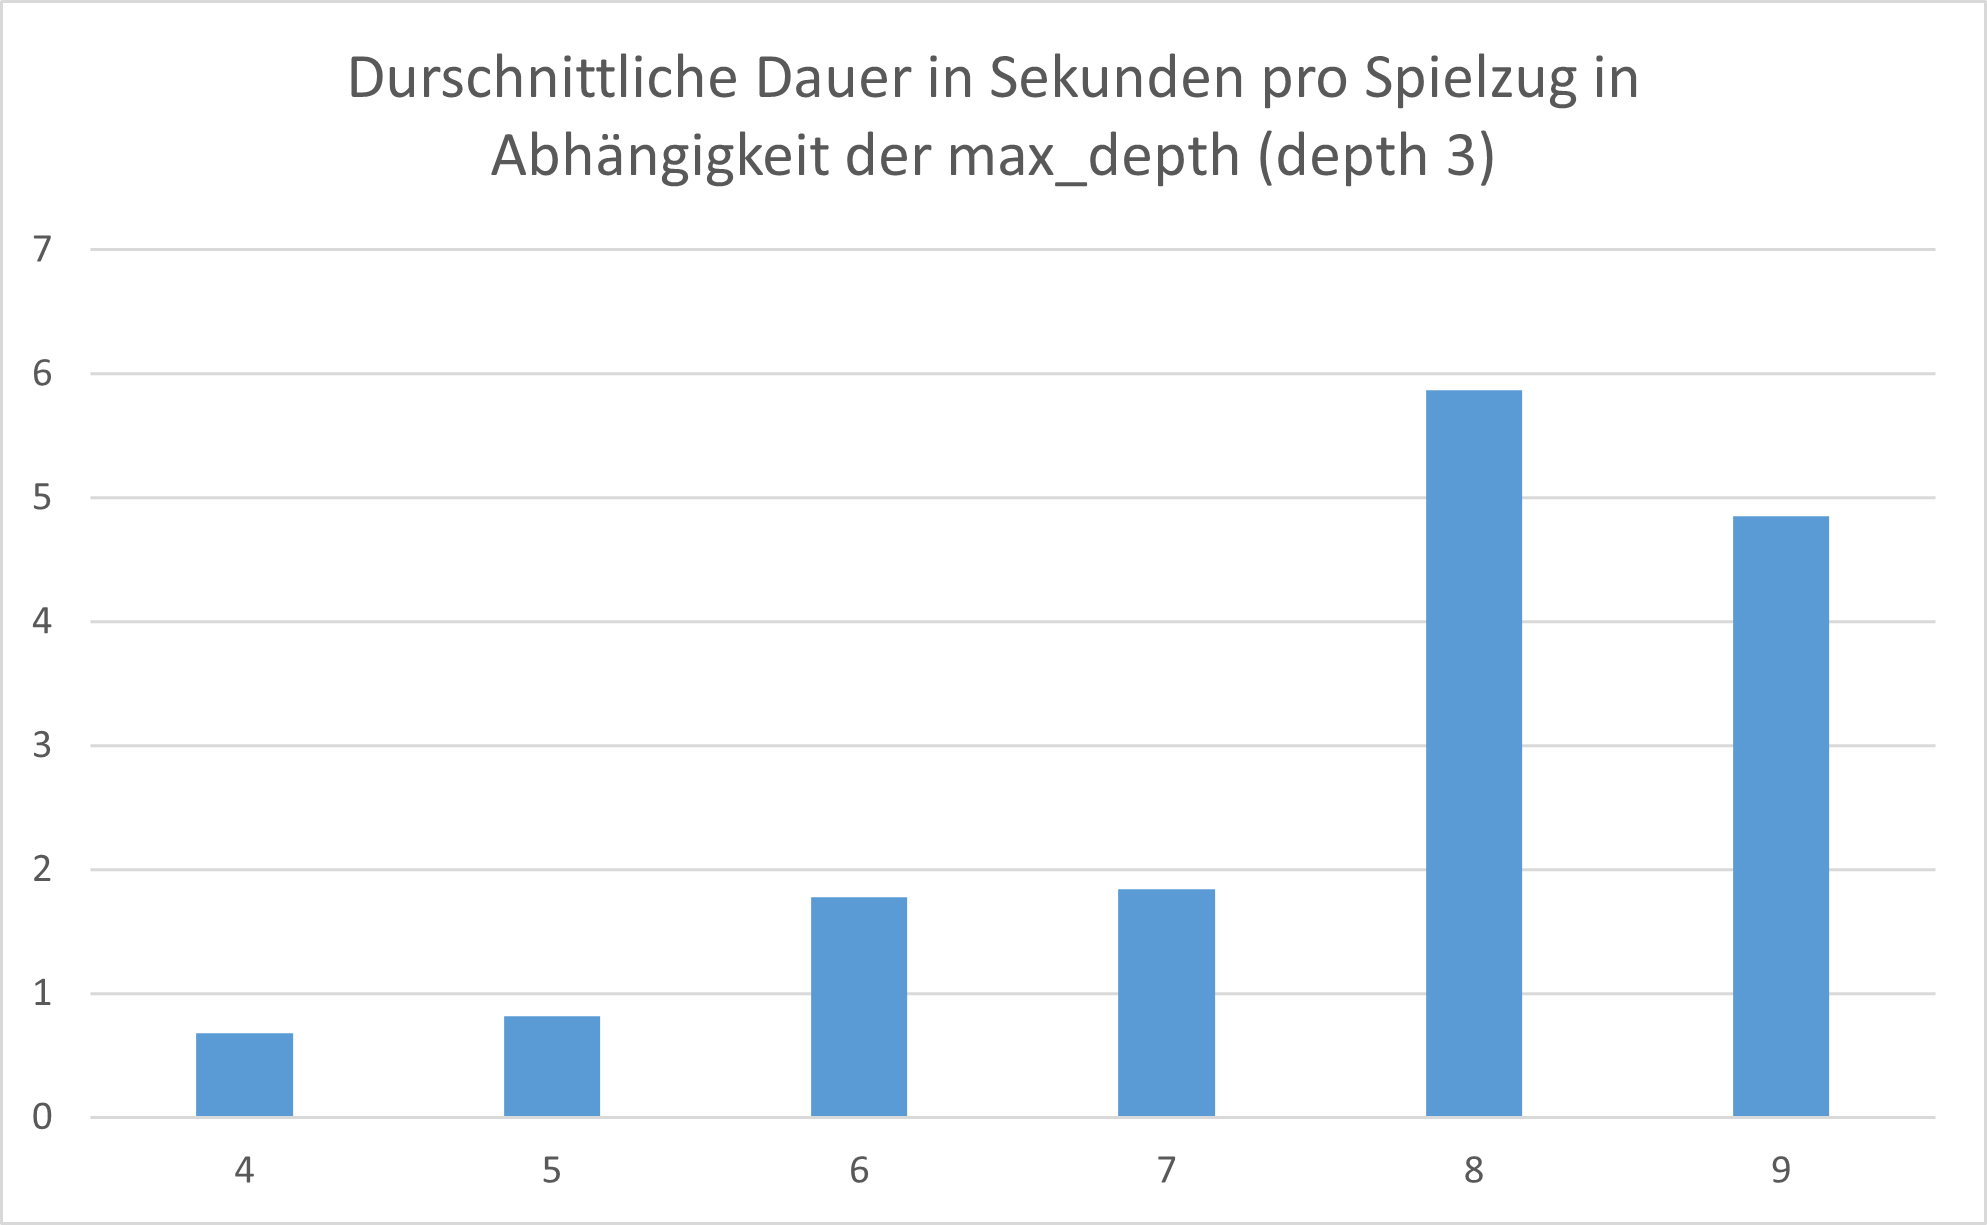 Durschnittliche Dauer in Sekunden pro Spielzug in
Abhängigkeit der max_depth (depth 3)
7
6
5
4
3
2
1
0
4 5 6 7 8 9